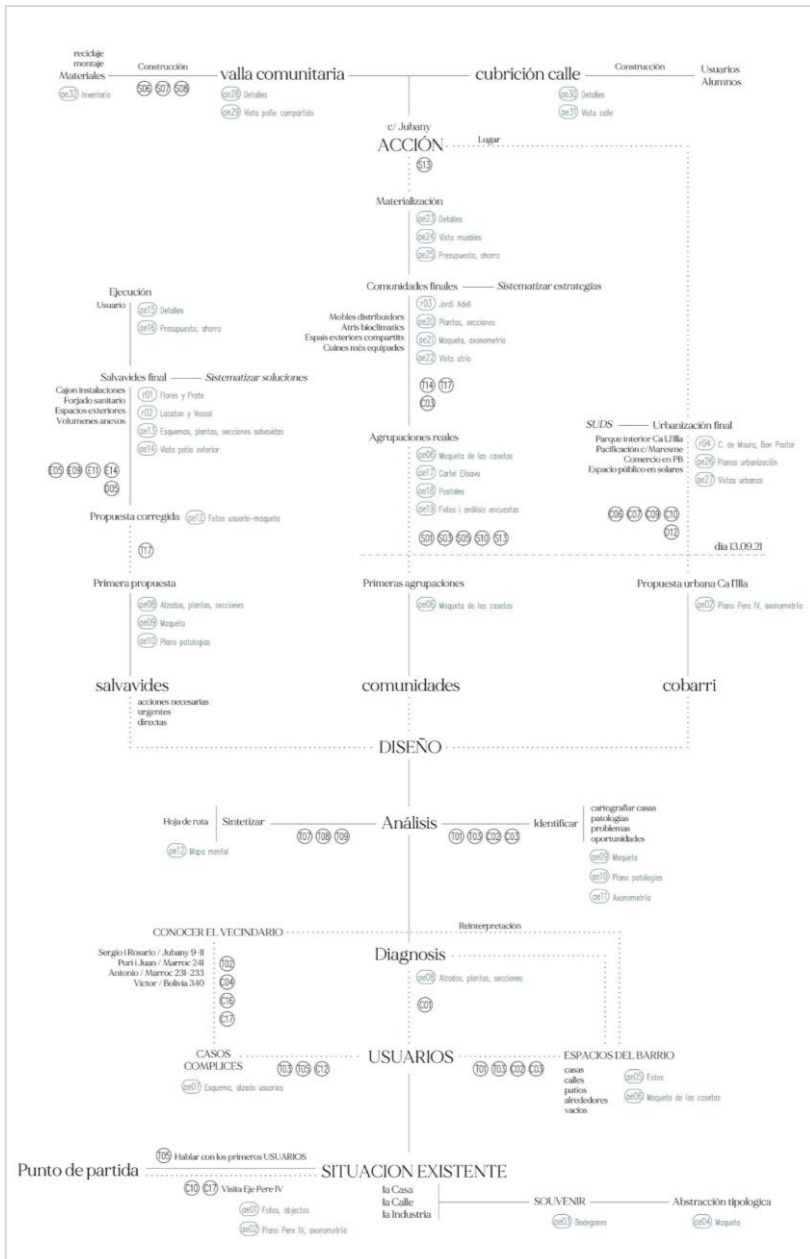 reciclaje
montaje
Materiales
Construcción
valla comunitaria
cubrición calle
Construcción
Usuarios
Alumnos
pe32 Inventario
S06 S07 S08
pe28 Detalles
pe29 Vista patio compartido
pe30 Detalles
pe31 Vista calle
c/ Jubany
ACCIÓN
Lugar
S13
Materialización
pe23 Detalles
pe24 Vista muebles
pe25 Presupuesto, ahorro
Ejecución
Usuario
pe15 Detalles
pe16 Presupuesto, ahorro
Comunidades finales
Sistematizar estrategias
Mobles distribuidors
Atris bioclimatics
Espais exteriors compartits
Cuines més equipades
r03 Jordi Adell
pe20 Plantas, secciones
pe21 Maqueta, axonometría
pe22 Vista atrio
T14 T17
C03
Salvavides final
Sistematizar soluciones
Cajon instalaciones
Forjado sanitario
Espacios exteriores
Volumenes anexos
r01 Flores y Prats
r02 Lacaton y Vassal
pe13 Esquemas, plantas, secciones salvavidas
pe14 Vista patio exterior
E05 E09 E11 E14
D05
Agrupaciones reales
pe06 Maqueta de las casetas
pe17 Cartel Elisava
pe18 Postales
pe19 Fotos i análisis encuestas
S01 S03 S05 S10 S13
SUDS
Urbanización final
Parque interior Ca L'Illa
Pacificación c/Maresme
Comercio en PB
Espacio público en solares
r04 C. de Moura, Bon Pastor
pe26 Planos urbanización
pe27 Vistas urbanas
C06 C07 C09 C10
D12
Propuesta corregida
pe12 Fotos usuario-maqueta
T17
dia 13.09.21
Primera propuesta
pe08 Alzados, plantas, secciones
pe09 Maqueta
pe10 Plano patologías
Primeras agrupaciones
pe06 Maqueta de las casetas
Propuesta urbana Ca l'Illa
pe02 Plano Pere IV, axonometría
salvavides
acciones necesarias
urgentes
directas
comunidades
cobarri
DISEÑO
Hoja de ruta
Sintetizar
T07 T08 T09
Análisis
T01 T03 C02 C03
Identificar
cartografiar casas
patologías
problemas
oportunidades
pe12 Mapa mental
pe09 Maqueta
pe10 Plano patologías
pe11 Axonometría
CONOCER EL VECINDARIO
Reinterpretación
Sergio i Rosario / Jubany 9-11
Puri i Juan / Marroc 241
Antonio / Marroc 231-233
Victor / Bolivia 340
T02
C04
C16
C17
Diagnosis
pe08 Alzados, plantas, secciones
C01
CASOS
COMPLICES
T03 T05 C12
USUARIOS
T01 T03 C02 C03
ESPACIOS DEL BARRIO
pe07 Esquema, alzado usuarios
casas
calles
patios
alrededores
vacios
pe05 Fotos
pe06 Maqueta de las casetas
T05 Hablar con los primeros USUARIOS
Punto de partida
SITUACION EXISTENTE
C10 C17 Visita Eje Pere IV
pe01 Fotos, objectos
pe02 Plano Pere IV, axonometría
la Casa
la Calle
la Industria
SOUVENIR
Abstracción tipologica
pe03 Bodegones
pe04 Maqueta